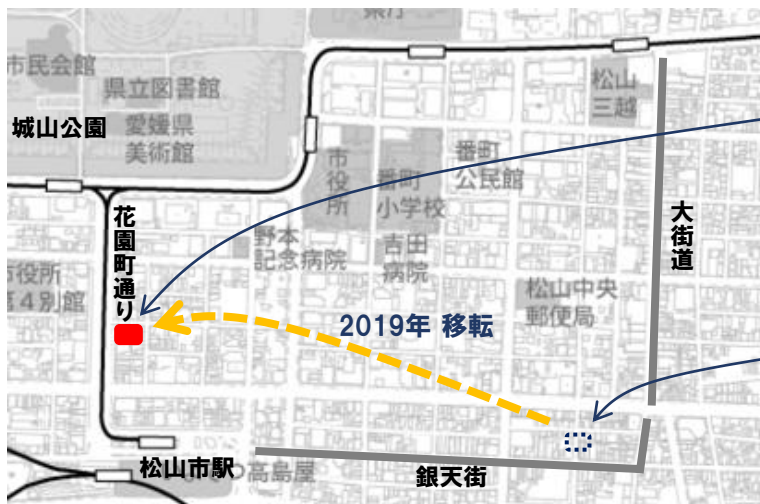 県庁
市民会館
県立図書館
松山
三越
城山公園
愛媛県
美術館
市
役
所
番町
小学校
番町
公民館
大街道
花園町通り
野本
記念病院
吉田
病院
市役所
第4別館
松山中央
郵便局
2019年 移転
松山市駅
高島屋
銀天街